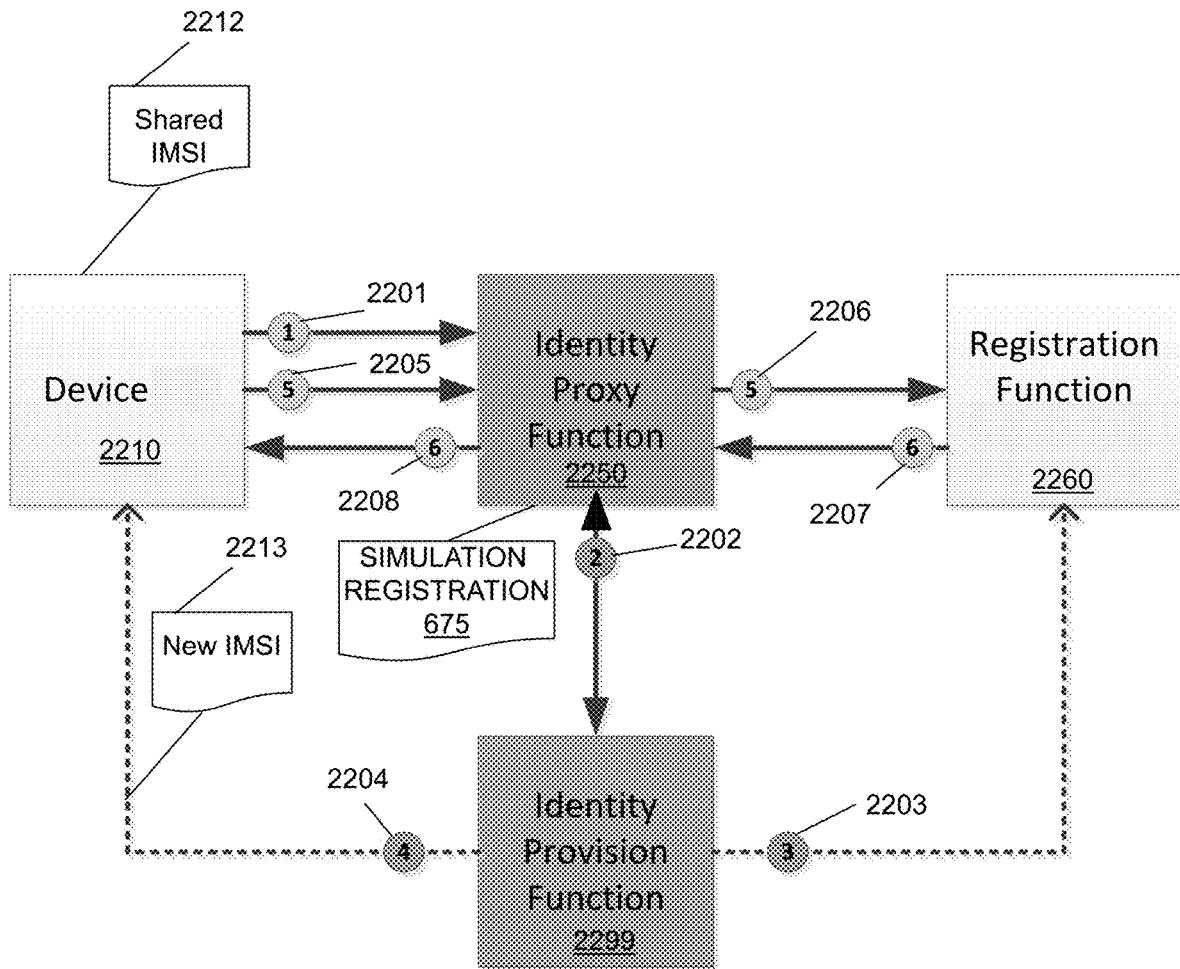 2212
Shared
IMSI
2201
1
2205
5
Device
2210
6
2208
Identity
Proxy
Function
2250
2206
5
6
2207
Registration
Function
2260
2213
New IMSI
SIMULATION
REGISTRATION
675
2
2202
2204
4
Identity
Provision
Function
2299
2203
3